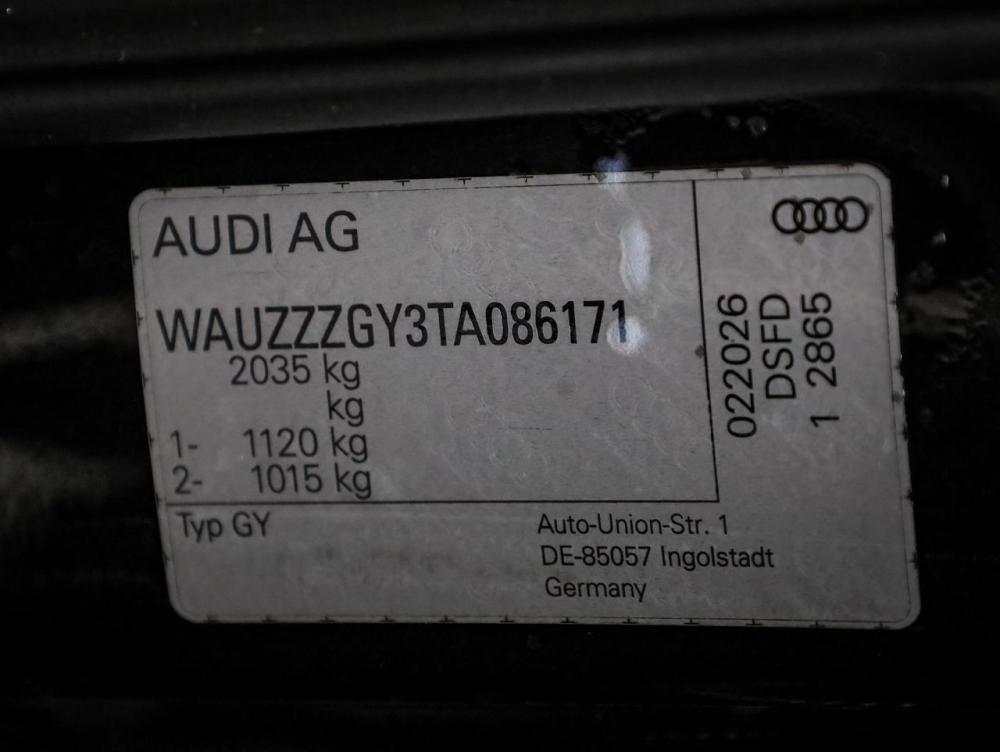 AUDI AG
WAUZZZGY3TA086171
2035 kg
kg
1- 1120 kg
2- 1015 kg
Typ GY
Auto-Union-Str. 1
DE-85057 Ingolstadt
Germany
022026
DSFD
1 2865